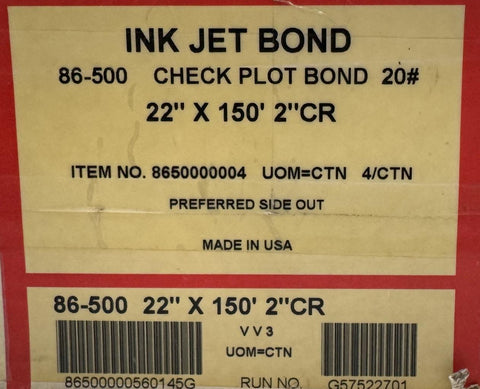 INK JET BOND
86-500 CHECK PLOT BOND 20#
22" X 150' 2"CR
ITEM NO. 8650000004 UOM=CTN 4/CTN
PREFERRED SIDE OUT
MADE IN USA
86-500 22" X 150' 2"CR
V V 3
UOM=CTN
86500000560145G RUN NO. G57522701